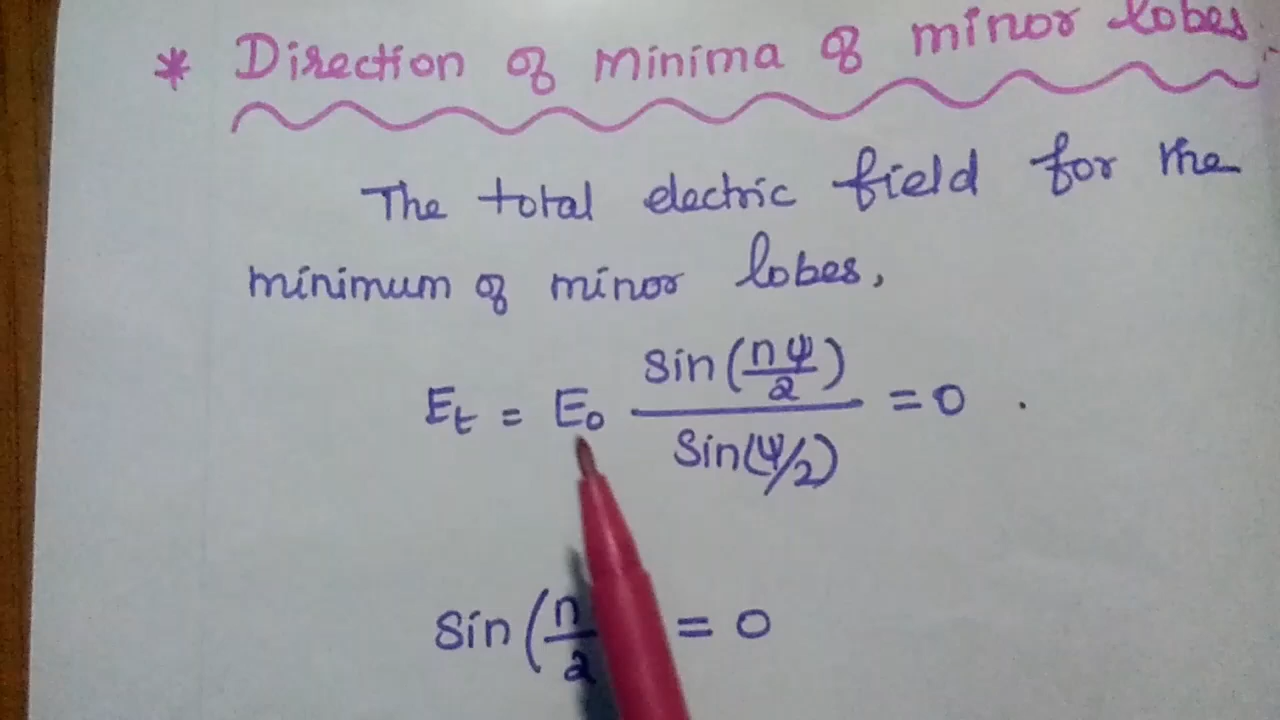 * Direction of minima of minor lobes.
The total electric field for the
minimum of minor lobes,
Et = E0 sin(nψ/2) / sin(ψ/2) = 0 .
sin(n/2 = 0